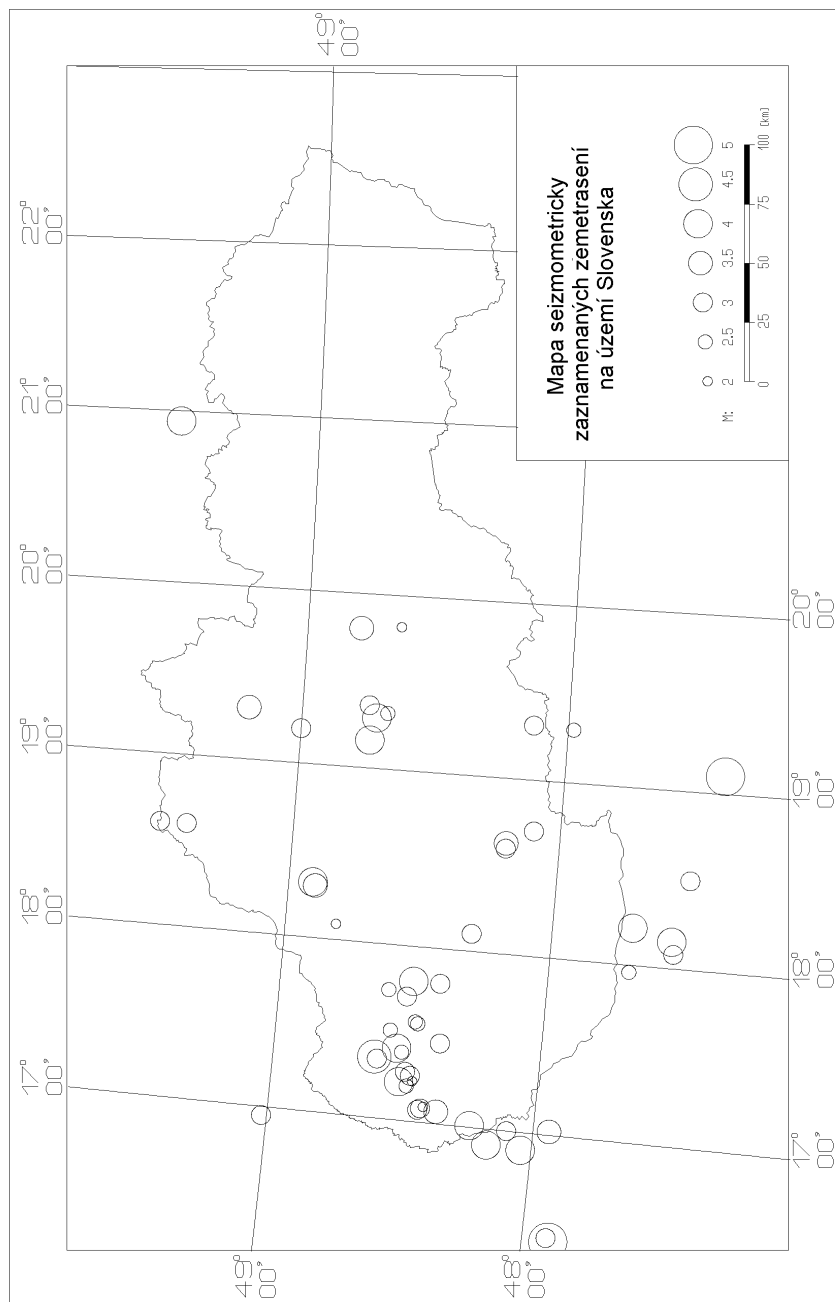 Mapa seizmometricky
zaznamenaných zemetrasení
na území Slovenska
M: 2 2.5 3 3.5 4 4.5 5
0 25 50 75 100 [km]
17° 00' 18° 00' 19° 00' 20° 00' 21° 00' 22° 00'
49° 00'
49° 00'
48° 00'
17° 00' 18° 00' 19° 00' 20° 00'